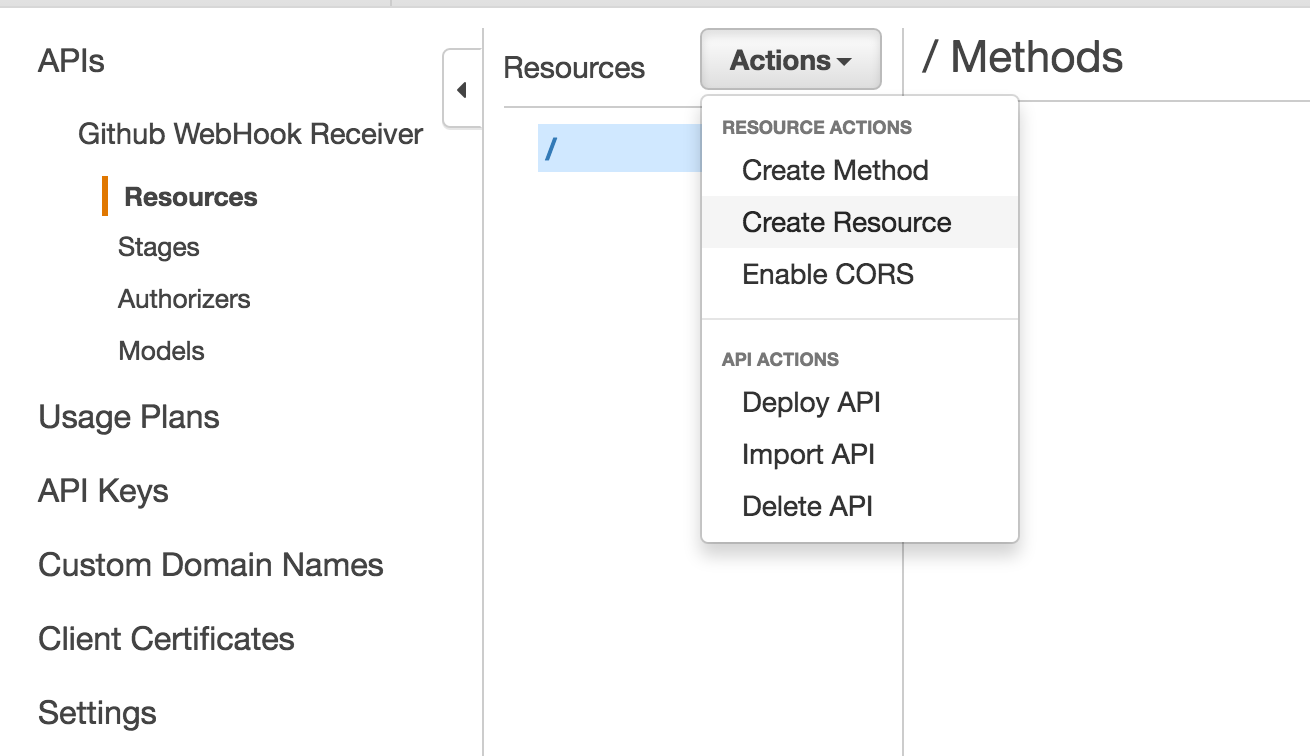 APIs
Github WebHook Receiver
Resources
Stages
Authorizers
Models
Usage Plans
API Keys
Custom Domain Names
Client Certificates
Settings
Resources
Actions
/
RESOURCE ACTIONS
Create Method
Create Resource
Enable CORS
API ACTIONS
Deploy API
Import API
Delete API
/ Methods